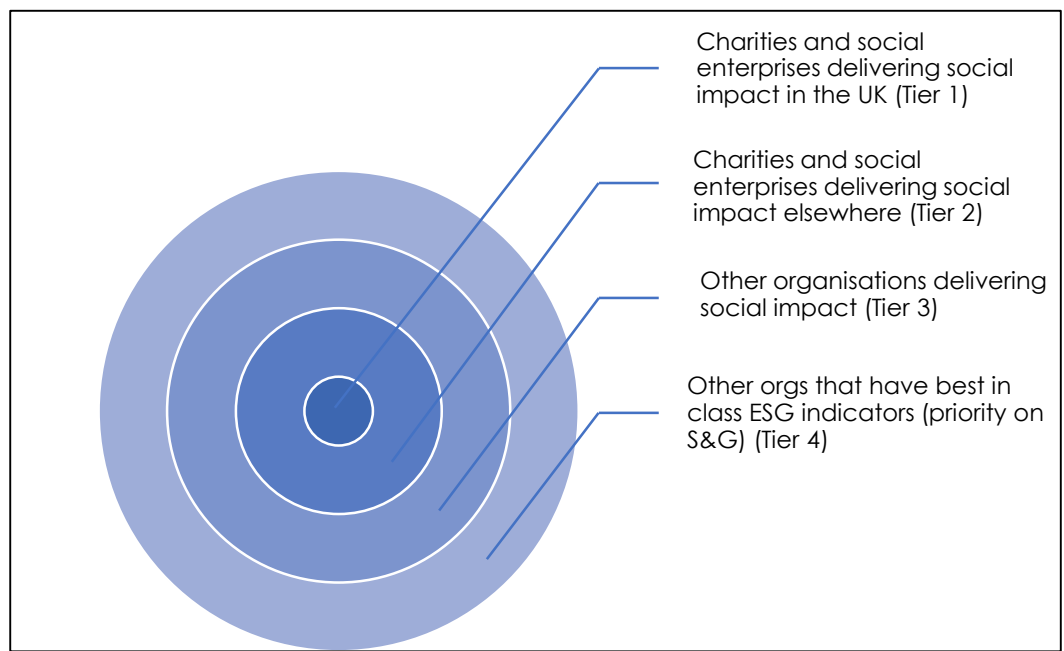 Charities and social
enterprises delivering social
impact in the UK (Tier 1)
Charities and social
enterprises delivering social
impact elsewhere (Tier 2)
Other organisations delivering
social impact (Tier 3)
Other orgs that have best in
class ESG indicators (priority on
S&G) (Tier 4)